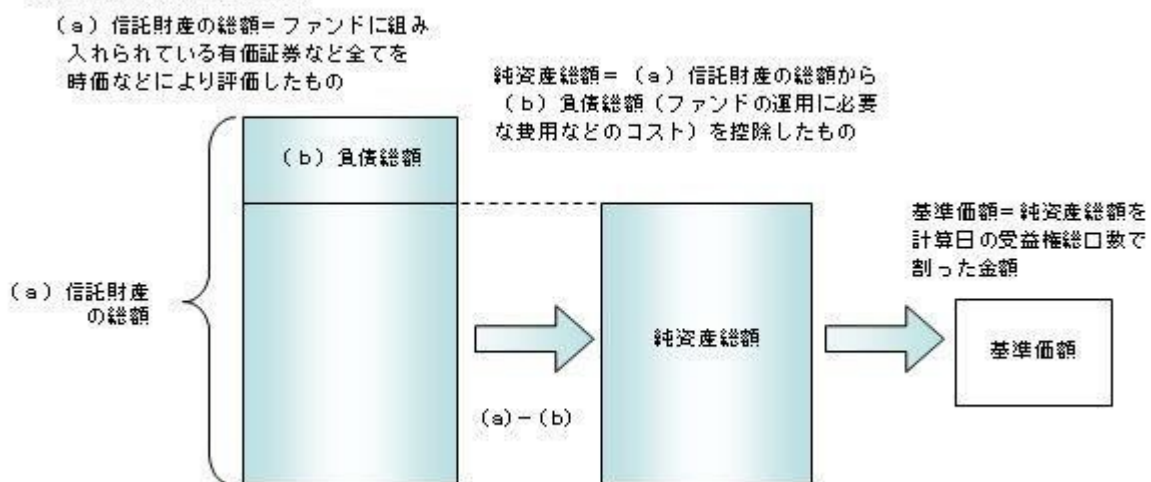 (a)信託財産の総額=ファンドに組み
入れられている有価証券など全てを
時価などにより評価したもの
純資産総額=(a)信託財産の総額から
(b)負債総額(ファンドの運用に必要
な費用などのコスト)を控除したもの
(b)負債総額
基準価額=純資産総額を
計算日の受益権総口数で
割った金額
(a)信託財産
の総額
純資産総額
基準価額
(a)-(b)